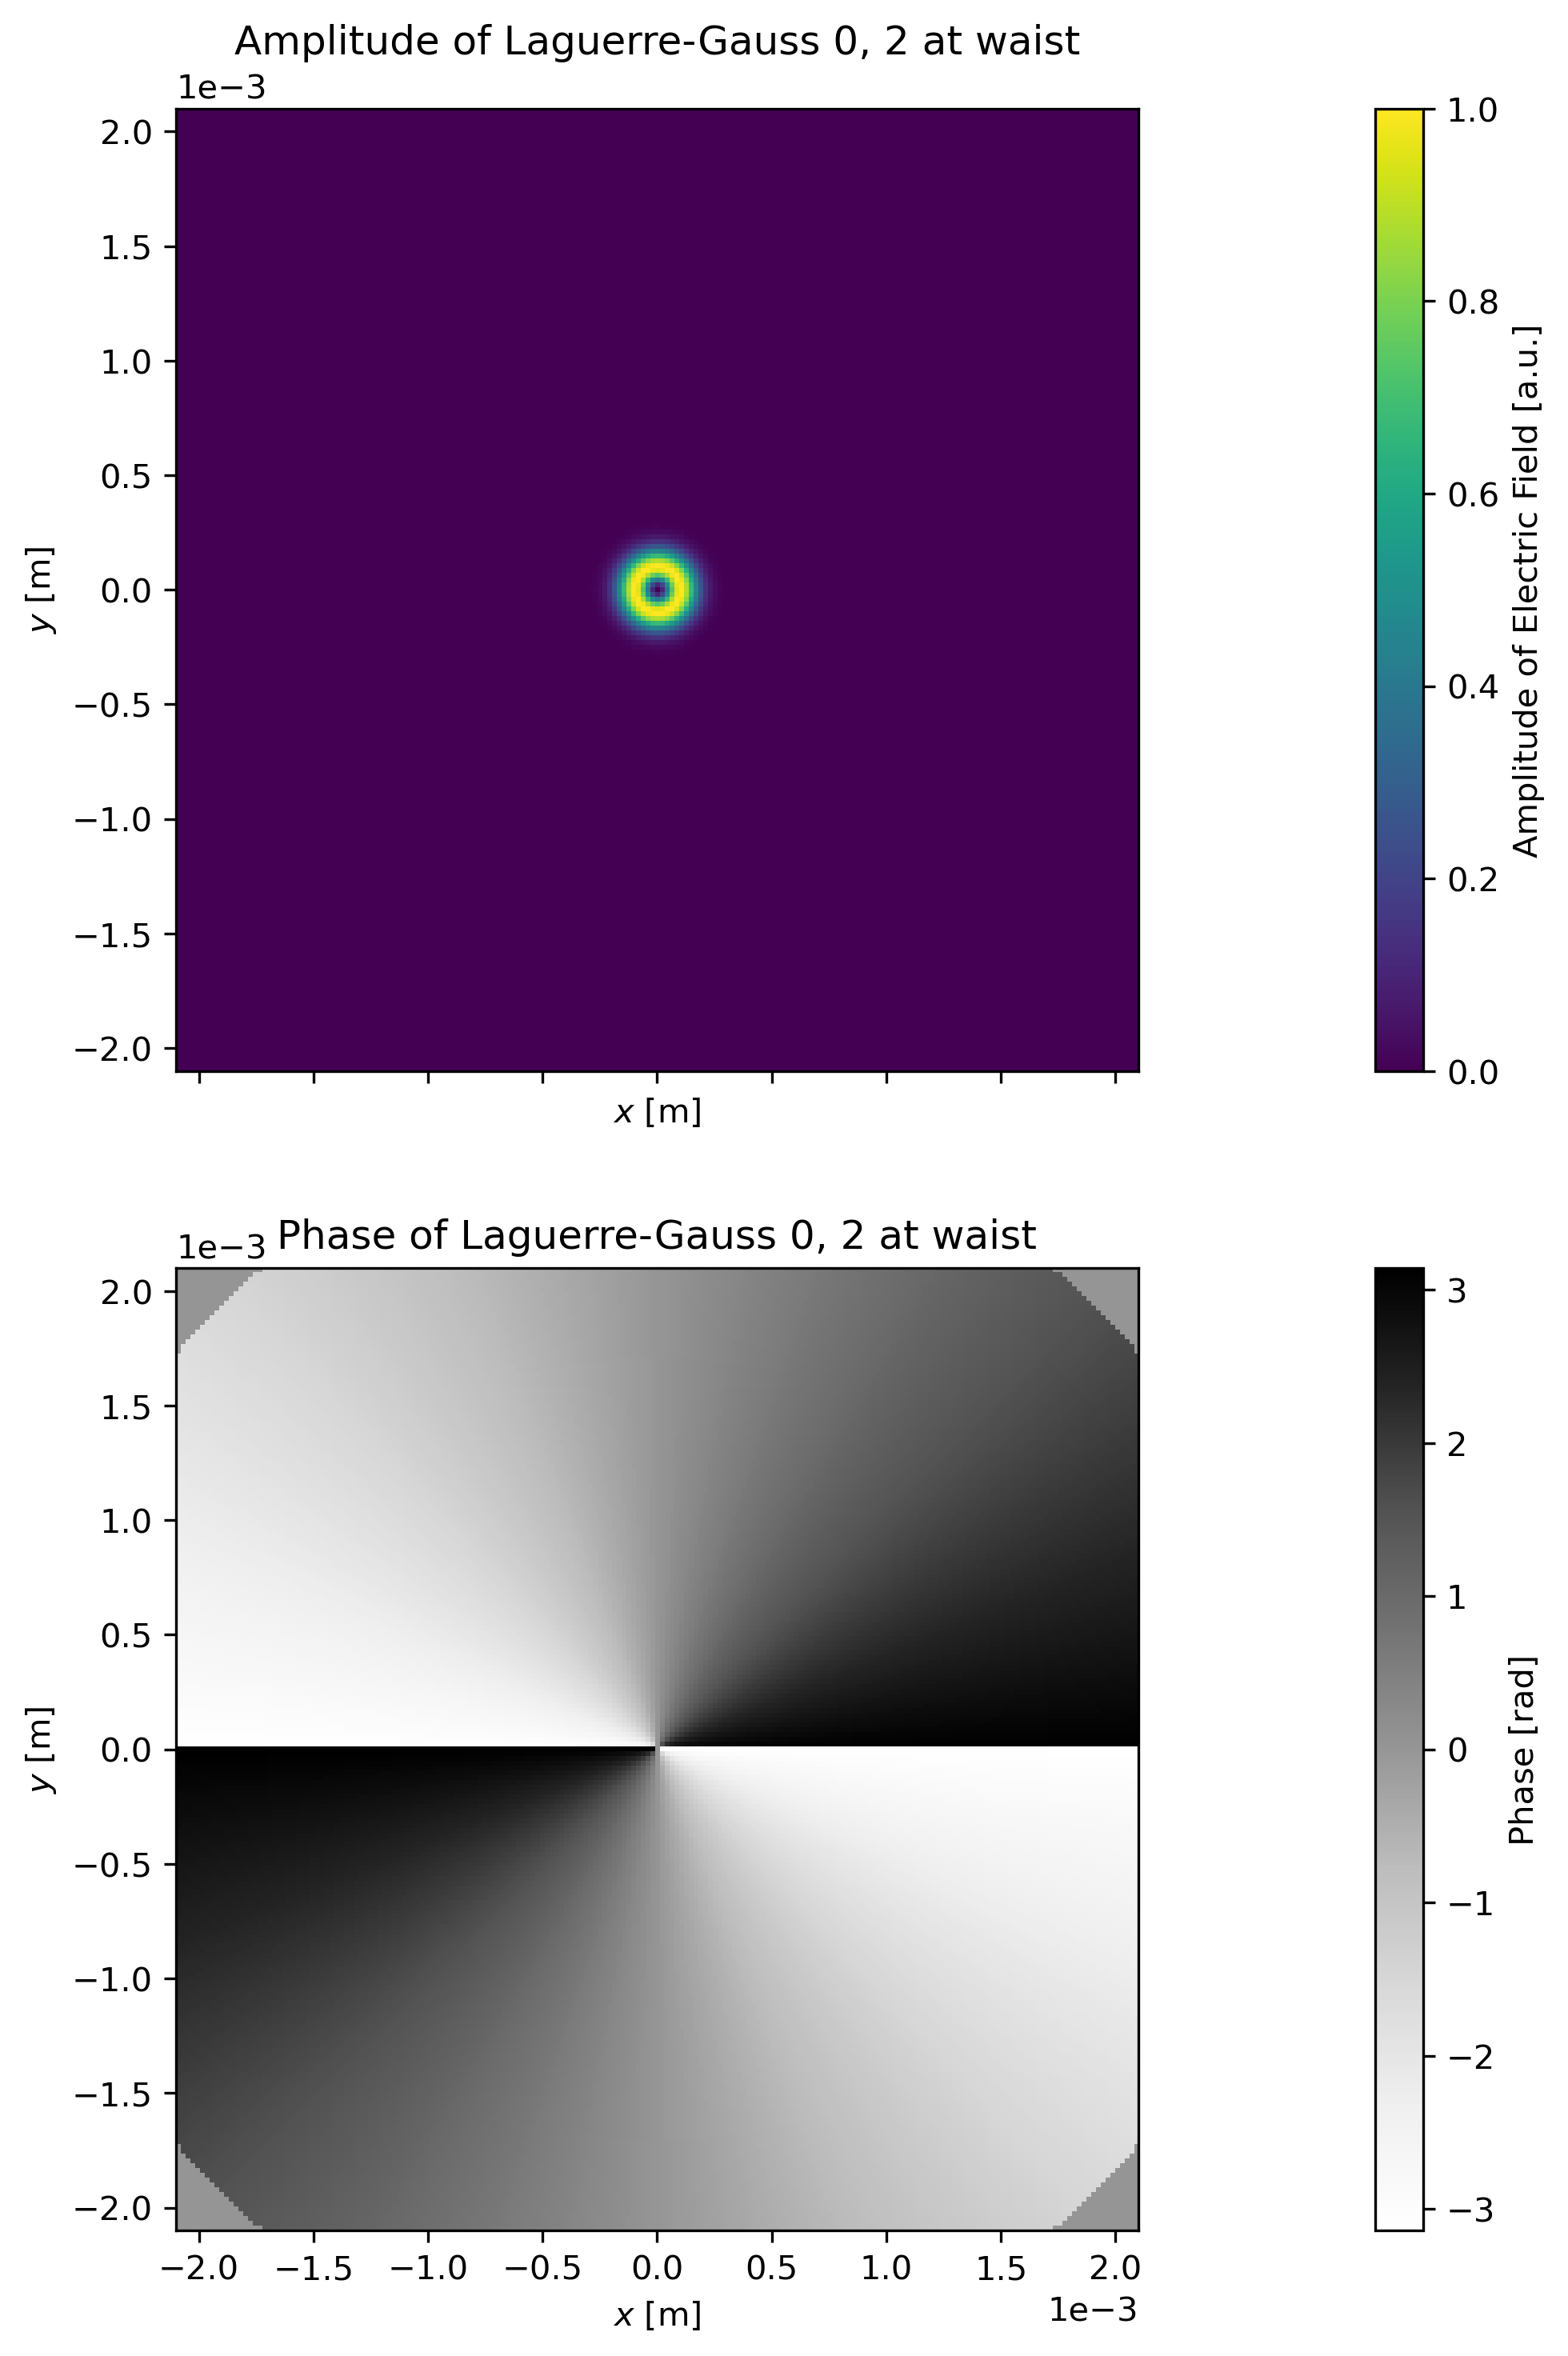 Amplitude of Laguerre-Gauss 0, 2 at waist
1e−3
2.0
1.5
1.0
0.5
0.0
−0.5
−1.0
−1.5
−2.0
y [m]
x [m]
1.0
0.8
0.6
0.4
0.2
0.0
Amplitude of Electric Field [a.u.]
Phase of Laguerre-Gauss 0, 2 at waist
1e−3
2.0
1.5
1.0
0.5
0.0
−0.5
−1.0
−1.5
−2.0
y [m]
−2.0 −1.5 −1.0 −0.5 0.0 0.5 1.0 1.5 2.0
x [m]
1e−3
3
2
1
0
−1
−2
−3
Phase [rad]